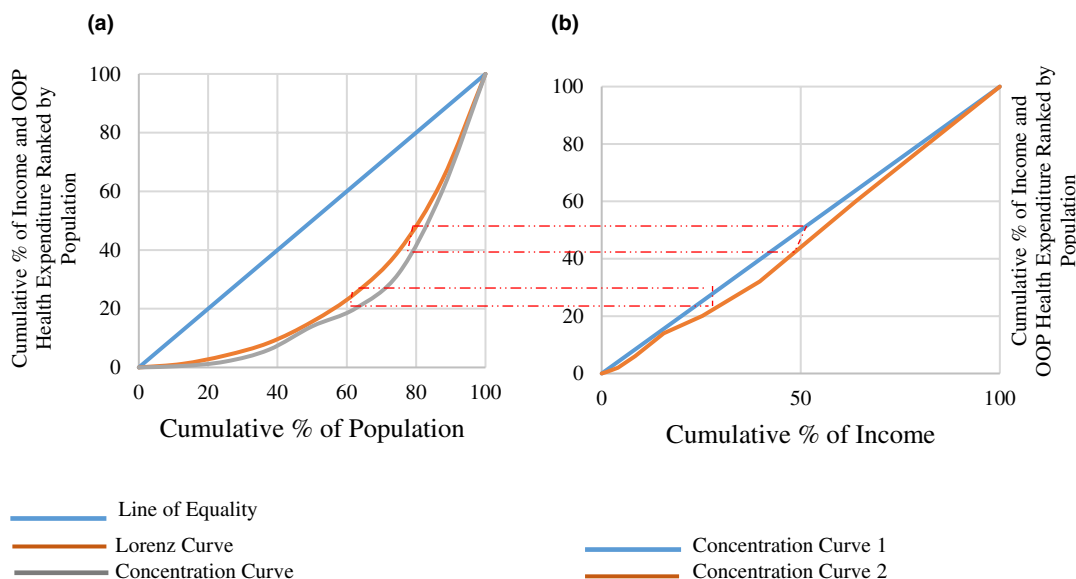 (a)
Cumulative % of Income and OOP
Health Expenditure Ranked by
Population
100
80
60
40
20
0
0 20 40 60 80 100
Cumulative % of Population
(b)
100
80
60
40
20
0
0 50 100
Cumulative % of Income
Cumulative % of Income and
OOP Health Expenditure Ranked by
Population
Line of Equality
Lorenz Curve
Concentration Curve
Concentration Curve 1
Concentration Curve 2